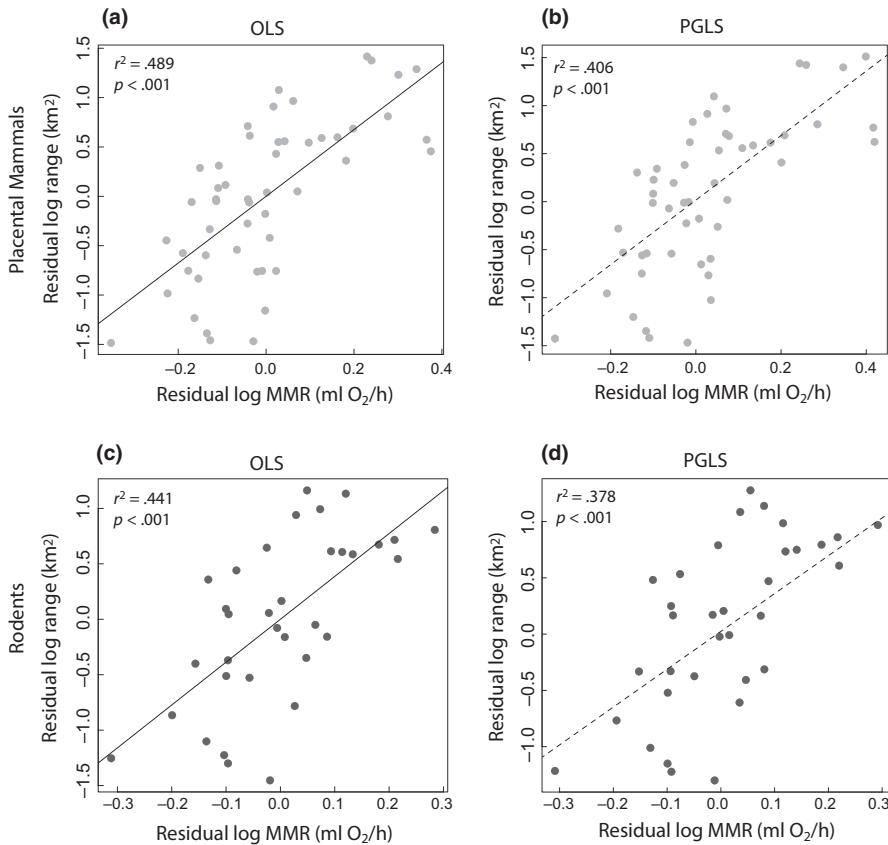 (a)
OLS
r² = .489
p < .001
Placental Mammals
Residual log range (km²)
1.5
1.0
0.5
0.0
−0.5
−1.0
−1.5
−0.2
0.0
0.2
0.4
Residual log MMR (ml O₂/h)
(b)
PGLS
r² = .406
p < .001
Residual log range (km²)
1.5
1.0
0.5
0.0
−0.5
−1.0
−1.5
−0.2
0.0
0.2
0.4
Residual log MMR (ml O₂/h)
(c)
OLS
r² = .441
p < .001
Rodents
Residual log range (km²)
1.0
0.5
0.0
−0.5
−1.0
−1.5
−0.3
−0.2
−0.1
0.0
0.1
0.2
0.3
Residual log MMR (ml O₂/h)
(d)
PGLS
r² = .378
p < .001
Residual log range (km²)
1.0
0.5
0.0
−0.5
−1.0
−0.3
−0.2
−0.1
0.0
0.1
0.2
0.3
Residual log MMR (ml O₂/h)